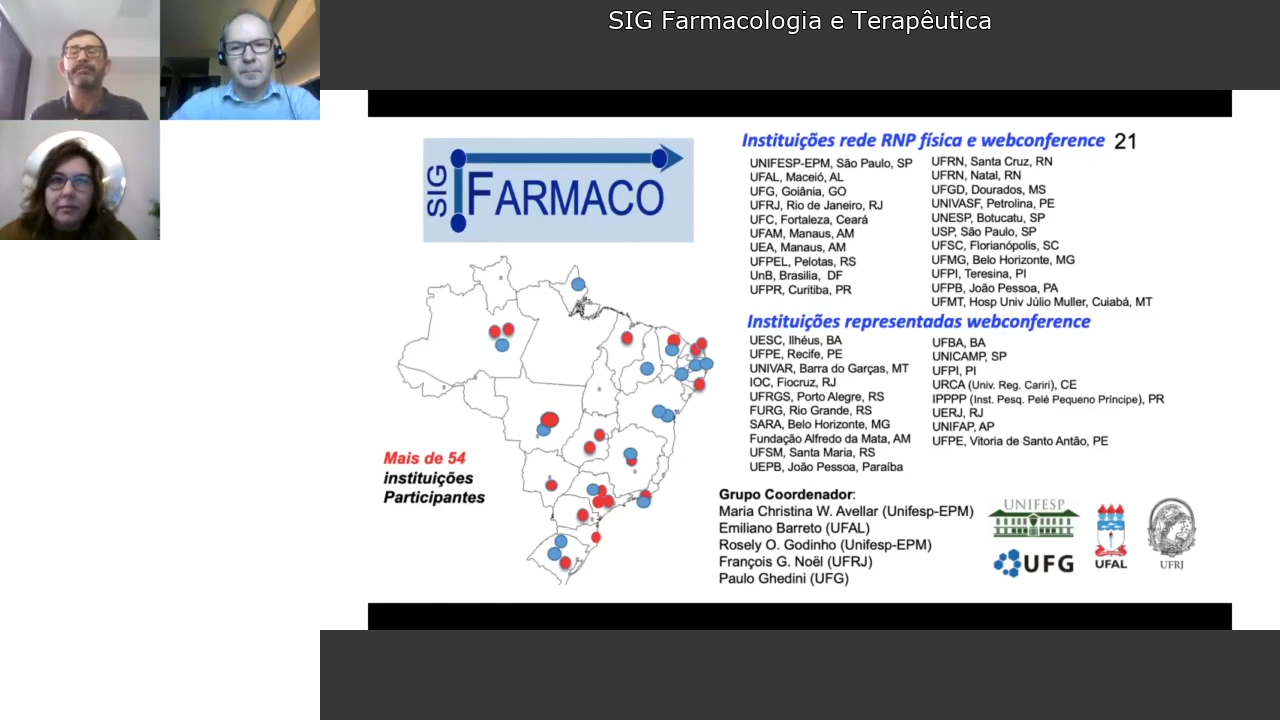 SIG Farmacologia e Terapêutica
SIG
FARMACO
Instituições rede RNP física e webconference 21
UNIFESP-EPM, São Paulo, SP
UFAL, Maceió, AL
UFG, Goiânia, GO
UFRJ, Rio de Janeiro, RJ
UFC, Fortaleza, Ceará
UFAM, Manaus, AM
UEA, Manaus, AM
UFPEL, Pelotas, RS
UnB, Brasilia, DF
UFPR, Curitiba, PR
UFRN, Santa Cruz, RN
UFRN, Natal, RN
UFGD, Dourados, MS
UNIVASF, Petrolina, PE
UNESP, Botucatu, SP
USP, São Paulo, SP
UFSC, Florianópolis, SC
UFMG, Belo Horizonte, MG
UFPI, Teresina, PI
UFPB, João Pessoa, PA
UFMT, Hosp Univ Júlio Muller, Cuiabá, MT
Instituições representadas webconference
UESC, Ilhéus, BA
UFPE, Recife, PE
UNIVAR, Barra do Garças, MT
IOC, Fiocruz, RJ
UFRGS, Porto Alegre, RS
FURG, Rio Grande, RS
SARA, Belo Horizonte, MG
Fundação Alfredo da Mata, AM
UFSM, Santa Maria, RS
UEPB, João Pessoa, Paraíba
UFBA, BA
UNICAMP, SP
UFPI, PI
URCA (Univ. Reg. Cariri), CE
IPPPP (Inst. Pesq. Pelé Pequeno Príncipe), PR
UERJ, RJ
UNIFAP, AP
UFPE, Vitoria de Santo Antão, PE
Mais de 54
instituições
Participantes
Grupo Coordenador:
Maria Christina W. Avellar (Unifesp-EPM)
Emiliano Barreto (UFAL)
Rosely O. Godinho (Unifesp-EPM)
François G. Noël (UFRJ)
Paulo Ghedini (UFG)
UNIFESP
UFG
UFAL
UFRJ